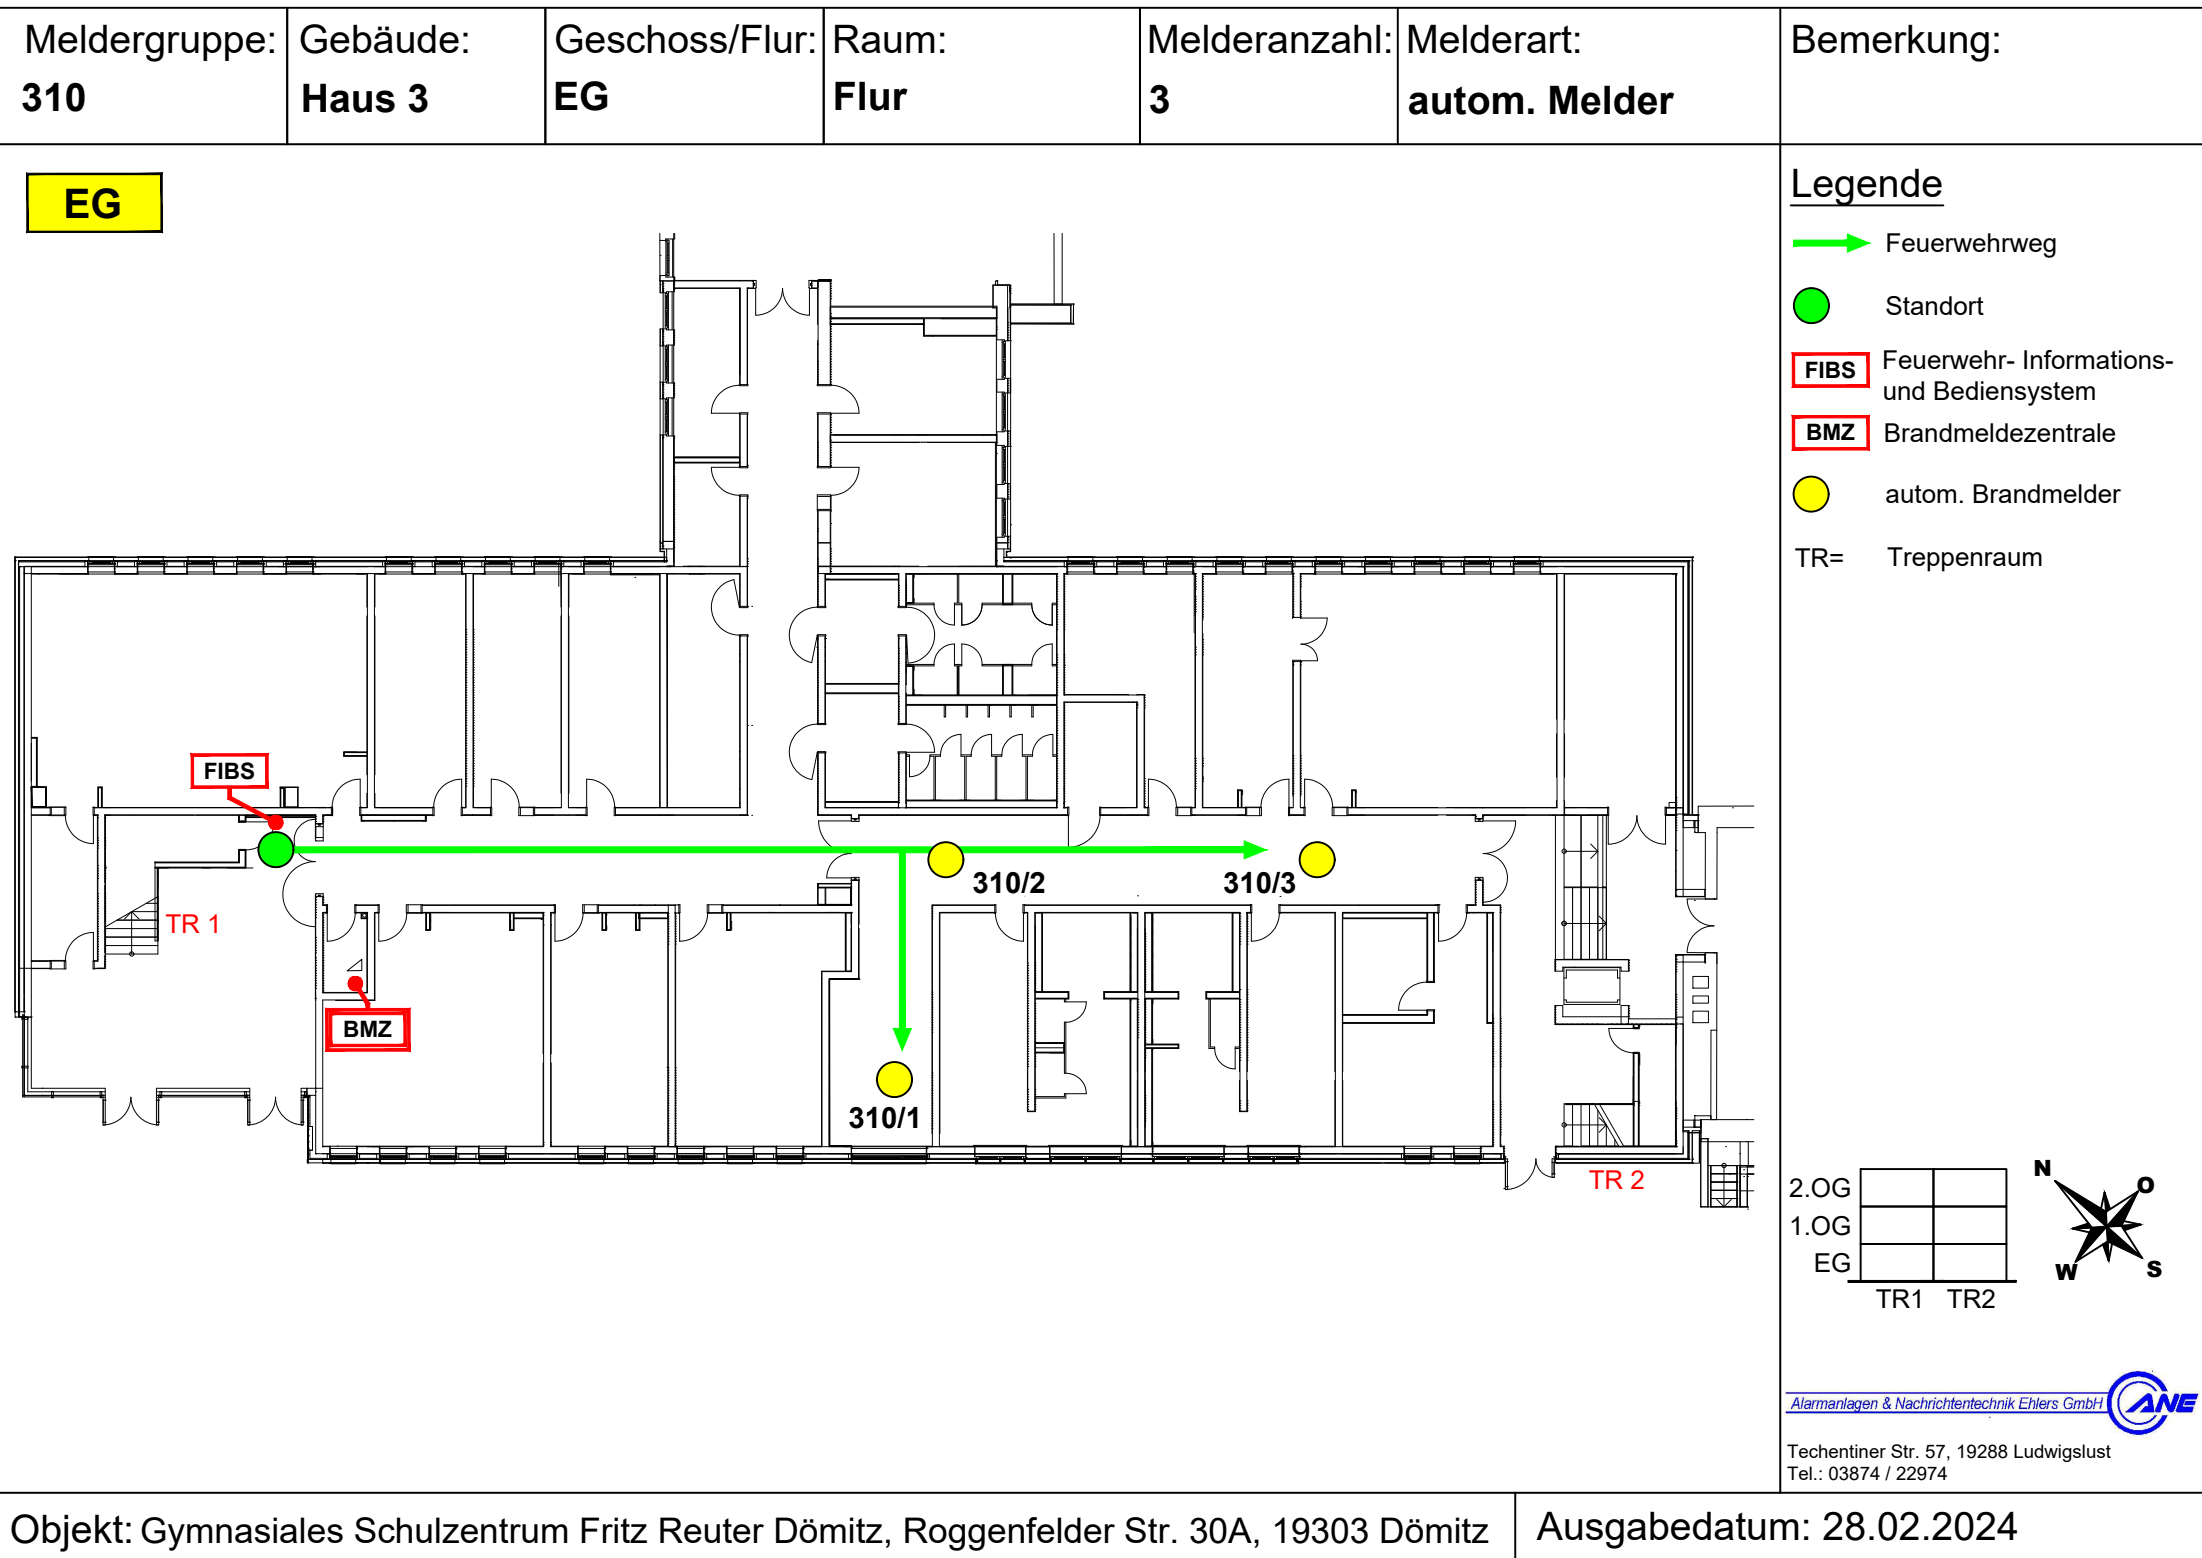 Meldergruppe: Gebäude: Geschoss/Flur: Raum: Melderanzahl: Melderart: Bemerkung:
310 Haus 3 EG Flur 3 autom. Melder
EG
Legende
Feuerwehrweg
Standort
FIBS Feuerwehr- Informations-
und Bediensystem
BMZ Brandmeldezentrale
autom. Brandmelder
TR= Treppenraum
FIBS
310/2
310/3
TR 1
BMZ
310/1
TR 2
2.OG
1.OG
EG
TR1 TR2
N
O
W
S
Alarmanlagen & Nachrichtentechnik Ehlers GmbH ANE
Techentiner Str. 57, 19288 Ludwigslust
Tel.: 03874 / 22974
Objekt: Gymnasiales Schulzentrum Fritz Reuter Dömitz, Roggenfelder Str. 30A, 19303 Dömitz
Ausgabedatum: 28.02.2024